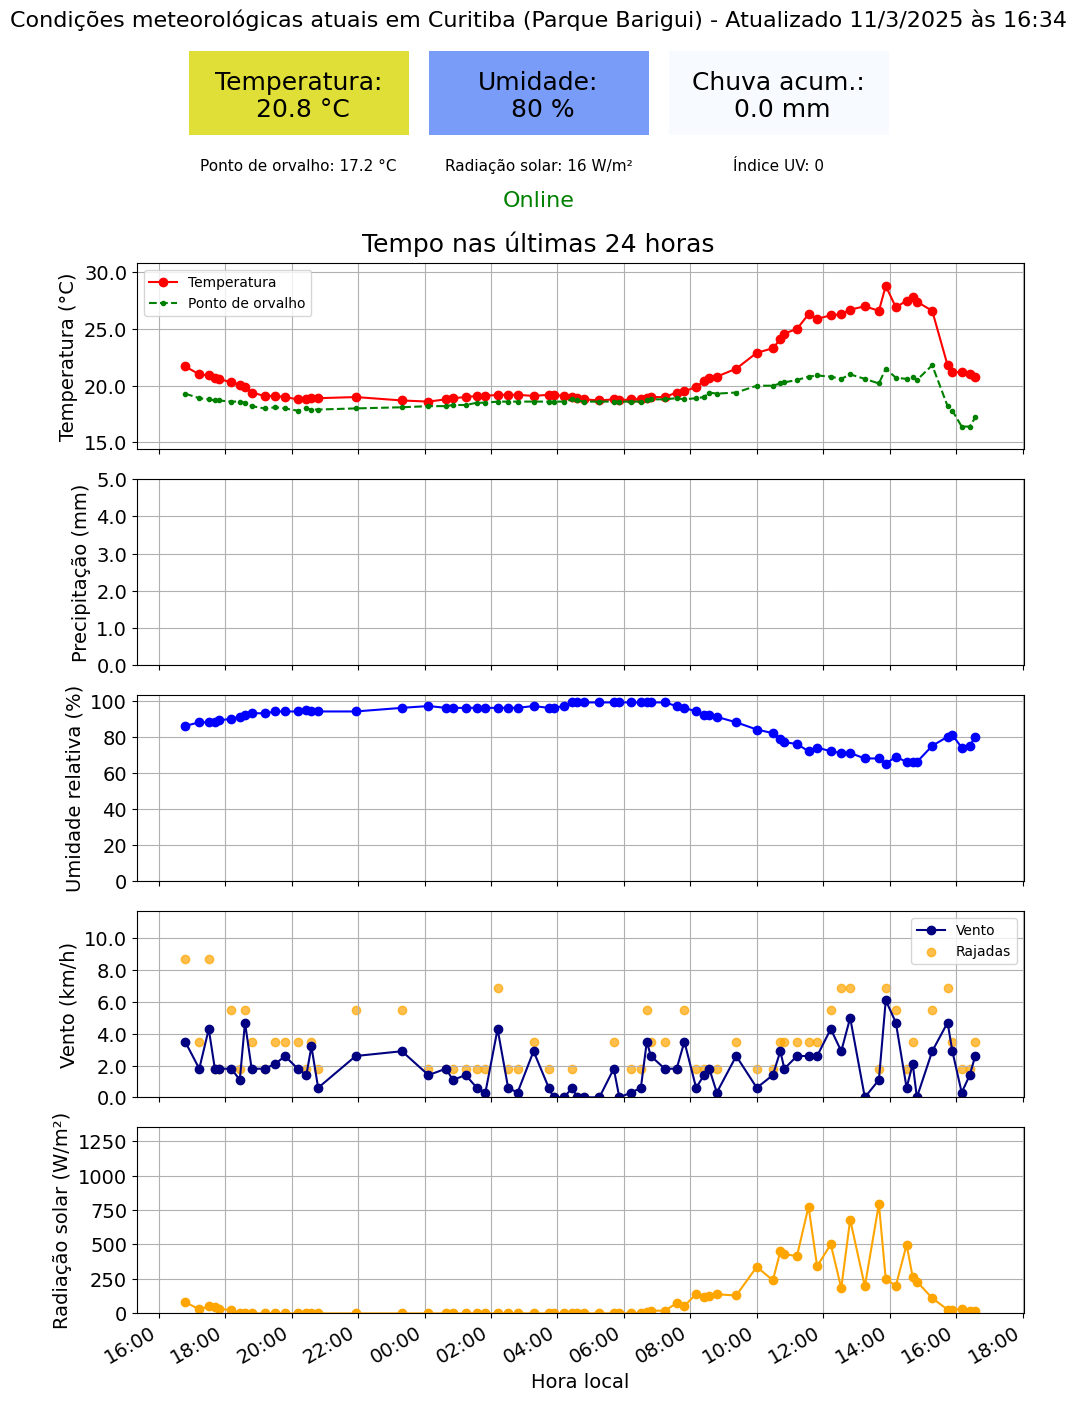 Condições meteorológicas atuais em Curitiba (Parque Barigui) - Atualizado 11/3/2025 às 16:34
Temperatura:
20.8 °C
Umidade:
80 %
Chuva acum.:
0.0 mm
Ponto de orvalho: 17.2 °C
Radiação solar: 16 W/m²
Índice UV: 0
Online
Tempo nas últimas 24 horas
Temperatura (°C)
30.0
25.0
20.0
15.0
Temperatura
Ponto de orvalho
Precipitação (mm)
5.0
4.0
3.0
2.0
1.0
0.0
Umidade relativa (%)
100
80
60
40
20
0
Vento (km/h)
10.0
8.0
6.0
4.0
2.0
0.0
Vento
Rajadas
Radiação solar (W/m²)
1250
1000
750
500
250
0
16:00
18:00
20:00
22:00
00:00
02:00
04:00
06:00
08:00
10:00
12:00
14:00
16:00
18:00
Hora local